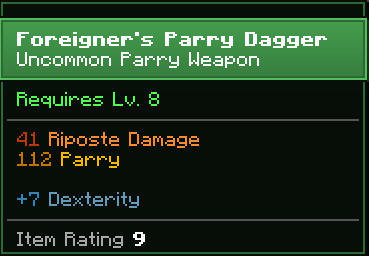 Foreigner's Parry Dagger
Uncommon Parry Weapon
Requires Lv. 8
41 Riposte Damage
112 Parry
+7 Dexterity
Item Rating 9